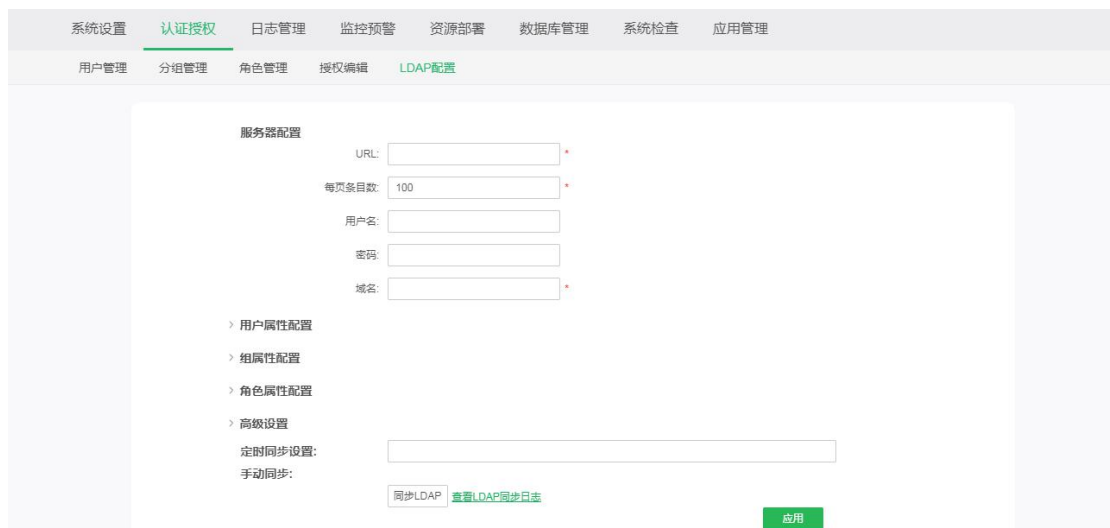 系统设置 认证授权 日志管理 监控预警 资源部署 数据库管理 系统检查 应用管理
用户管理 分组管理 角色管理 授权编辑 LDAP配置
服务器配置
URL: *
每页条目数: 100 *
用户名:
密码:
域名: *
> 用户属性配置
> 组属性配置
> 角色属性配置
> 高级设置
定时同步设置:
手动同步:
同步LDAP 查看LDAP同步日志
应用